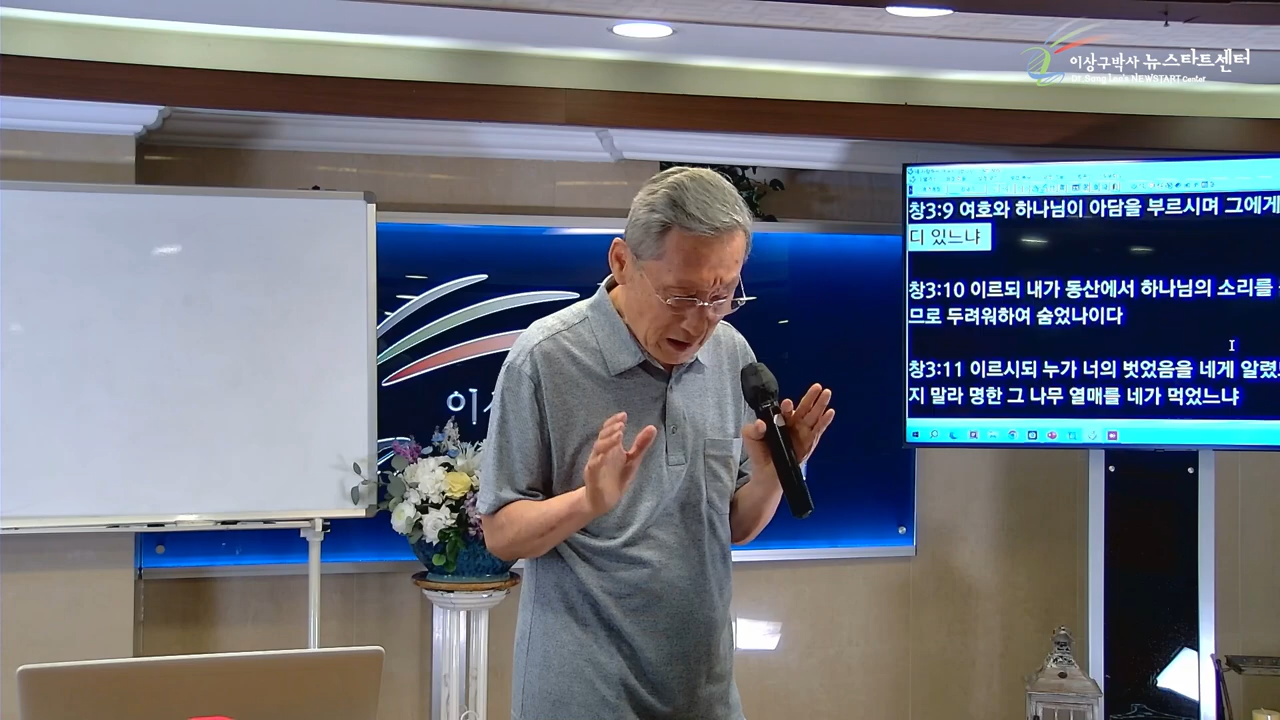 이상구박사 뉴스타트센터
Dr. Sang Lee's NEWSTART Center
창3:9 여호와 하나님이 아담을 부르시며 그에게
디 있느냐
창3:10 이르되 내가 동산에서 하나님의 소리를
므로 두려워하여 숨었나이다
창3:11 이르시되 누가 너의 벗었음을 네게 알렸
지 말라 명한 그 나무 열매를 네가 먹었느냐